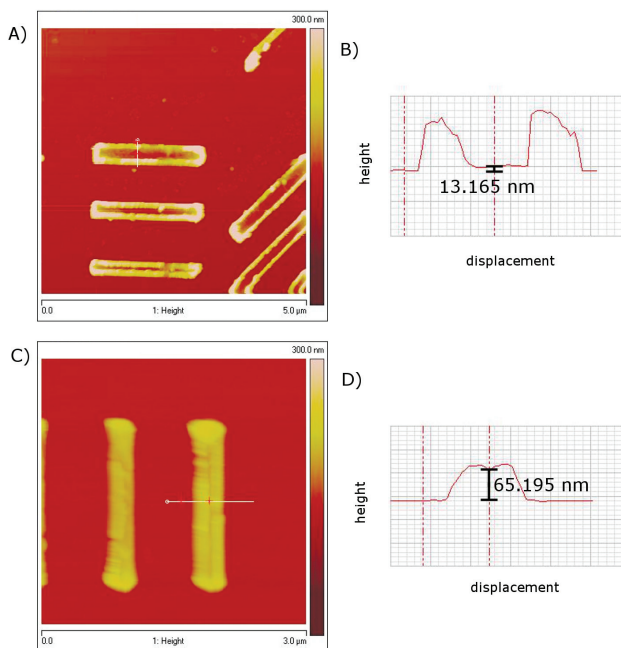 A)
300.0 nm
0.0 1: Height 5.0 µm
B)
height
13.165 nm
displacement
C)
300.0 nm
0.0 1: Height 3.0 µm
D)
height
65.195 nm
displacement